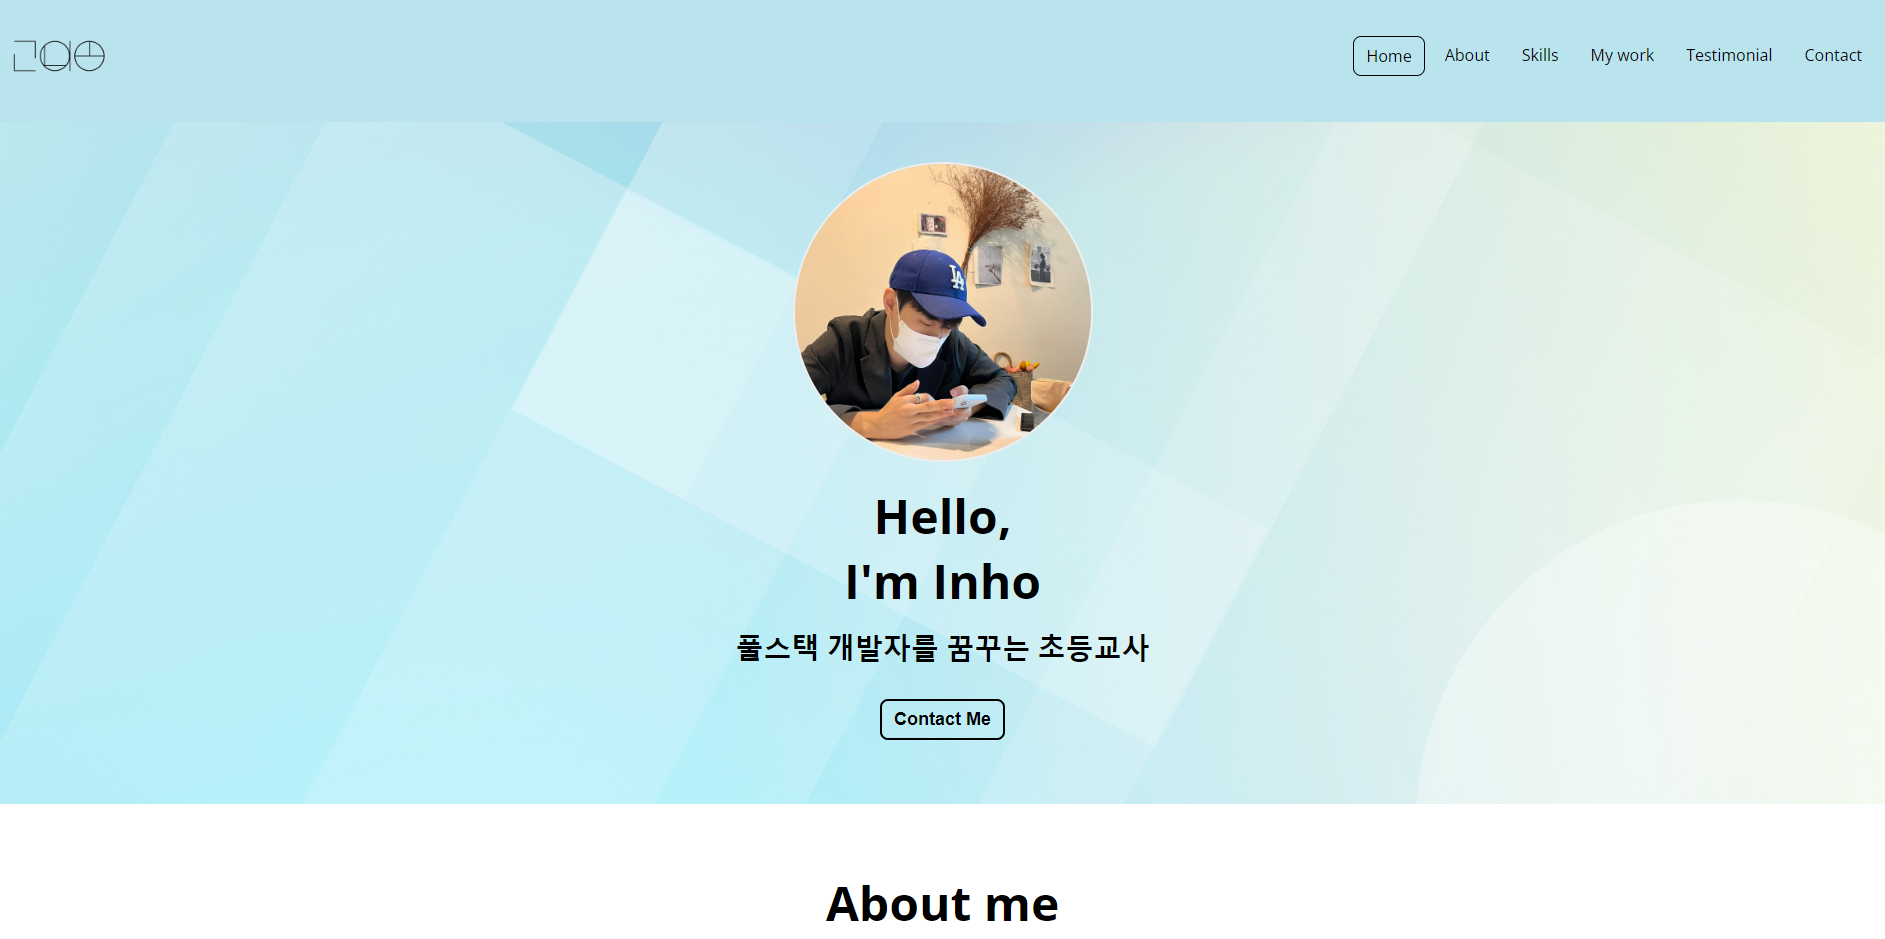 Home About Skills My work Testimonial Contact
LA
Hello,
I'm Inho
풀스택 개발자를 꿈꾸는 초등교사
Contact Me
About me